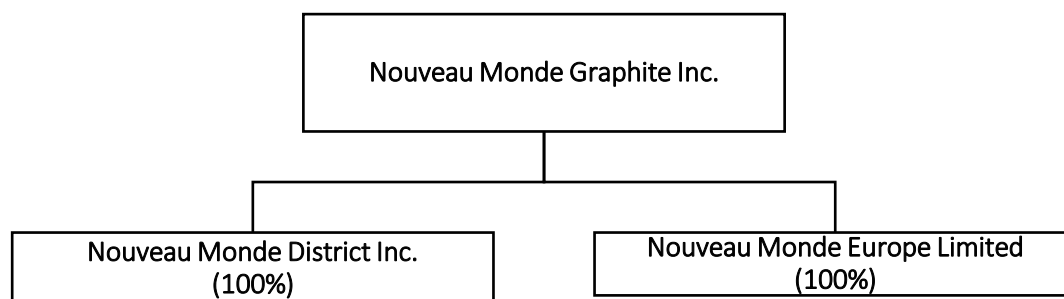 Nouveau Monde Graphite Inc.
Nouveau Monde District Inc.
(100%)
Nouveau Monde Europe Limited
(100%)